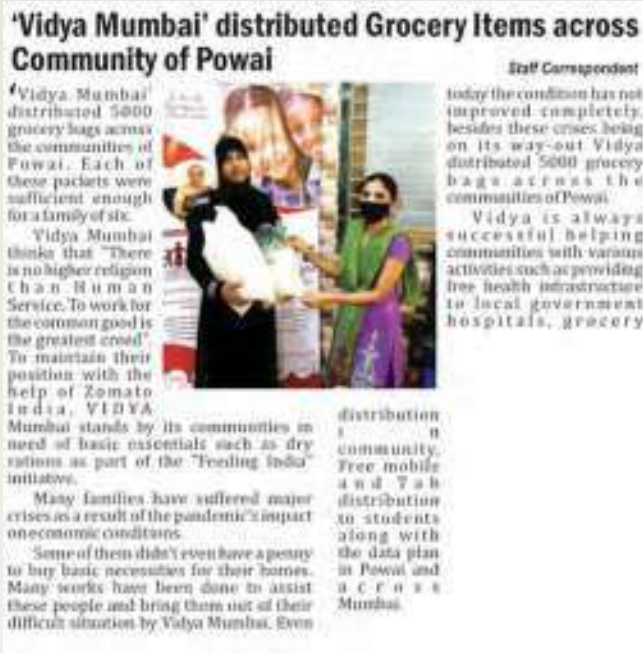 'Vidya Mumbai' distributed Grocery Items across
Community of Powai
Staff Correspondent
'Vidya Mumbai'
distributed 5000
grocery bags across
the communities of
Powai. Each of
these packets were
sufficient enough
for a family of six.
Vidya Mumbai
thinks that "There
is no higher religion
than Human
Service. To work for
the common good is
the greatest creed".
To maintain their
position with the
help of Zomato
India, VIDYA
Mumbai stands by its communities in
need of basic essentials such as dry
rations as part of the "Feeding India"
initiative.
Many families have suffered major
crises as a result of the pandemic's impact
on economic conditions.
Some of them didn't even have a penny
to buy basic necessities for their homes.
Many works have been done to assist
these people and bring them out of their
difficult situation by Vidya Mumbai. Even
today the condition has not
improved completely,
besides these crises being
on its way-out Vidya
distributed 5000 grocery
bags across the
communities of Powai.
Vidya is always
successful helping
communities with various
activities such as providing
free health infrastructure
to local government
hospitals, grocery
distribution
i n
community,
Free mobile
and Tab
distribution
to students
along with
the data plan
in Powai and
across
Mumbai.